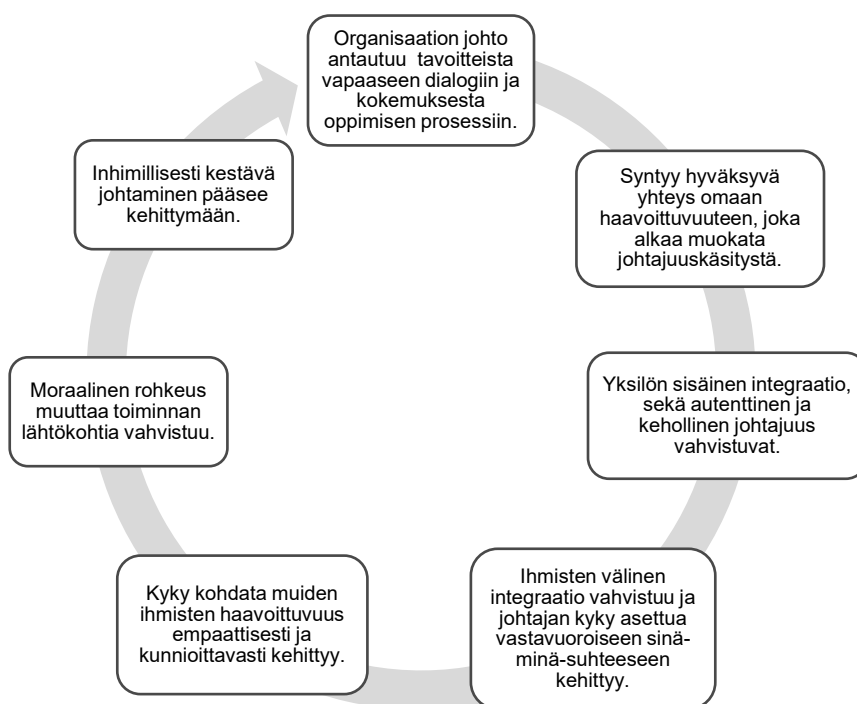 Organisaation johto
antautuu tavoitteista
vapaaseen dialogiin ja
kokemuksesta
oppimisen prosessiin.
Syntyy hyväksyvä
yhteys omaan
haavoittuvuuteen, joka
alkaa muokata
johtajuuskäsitystä.
Yksilön sisäinen integraatio,
sekä autenttinen ja
kehollinen johtajuus
vahvistuvat.
Ihmisten välinen
integraatio vahvistuu ja
johtajan kyky asettua
vastavuoroiseen sinä-
minä-suhteeseen
kehittyy.
Kyky kohdata muiden
ihmisten haavoittuvuus
empaattisesti ja
kunnioittavasti kehittyy.
Moraalinen rohkeus
muuttaa toiminnan
lähtökohtia vahvistuu.
Inhimillisesti kestävä
johtaminen pääsee
kehittymään.